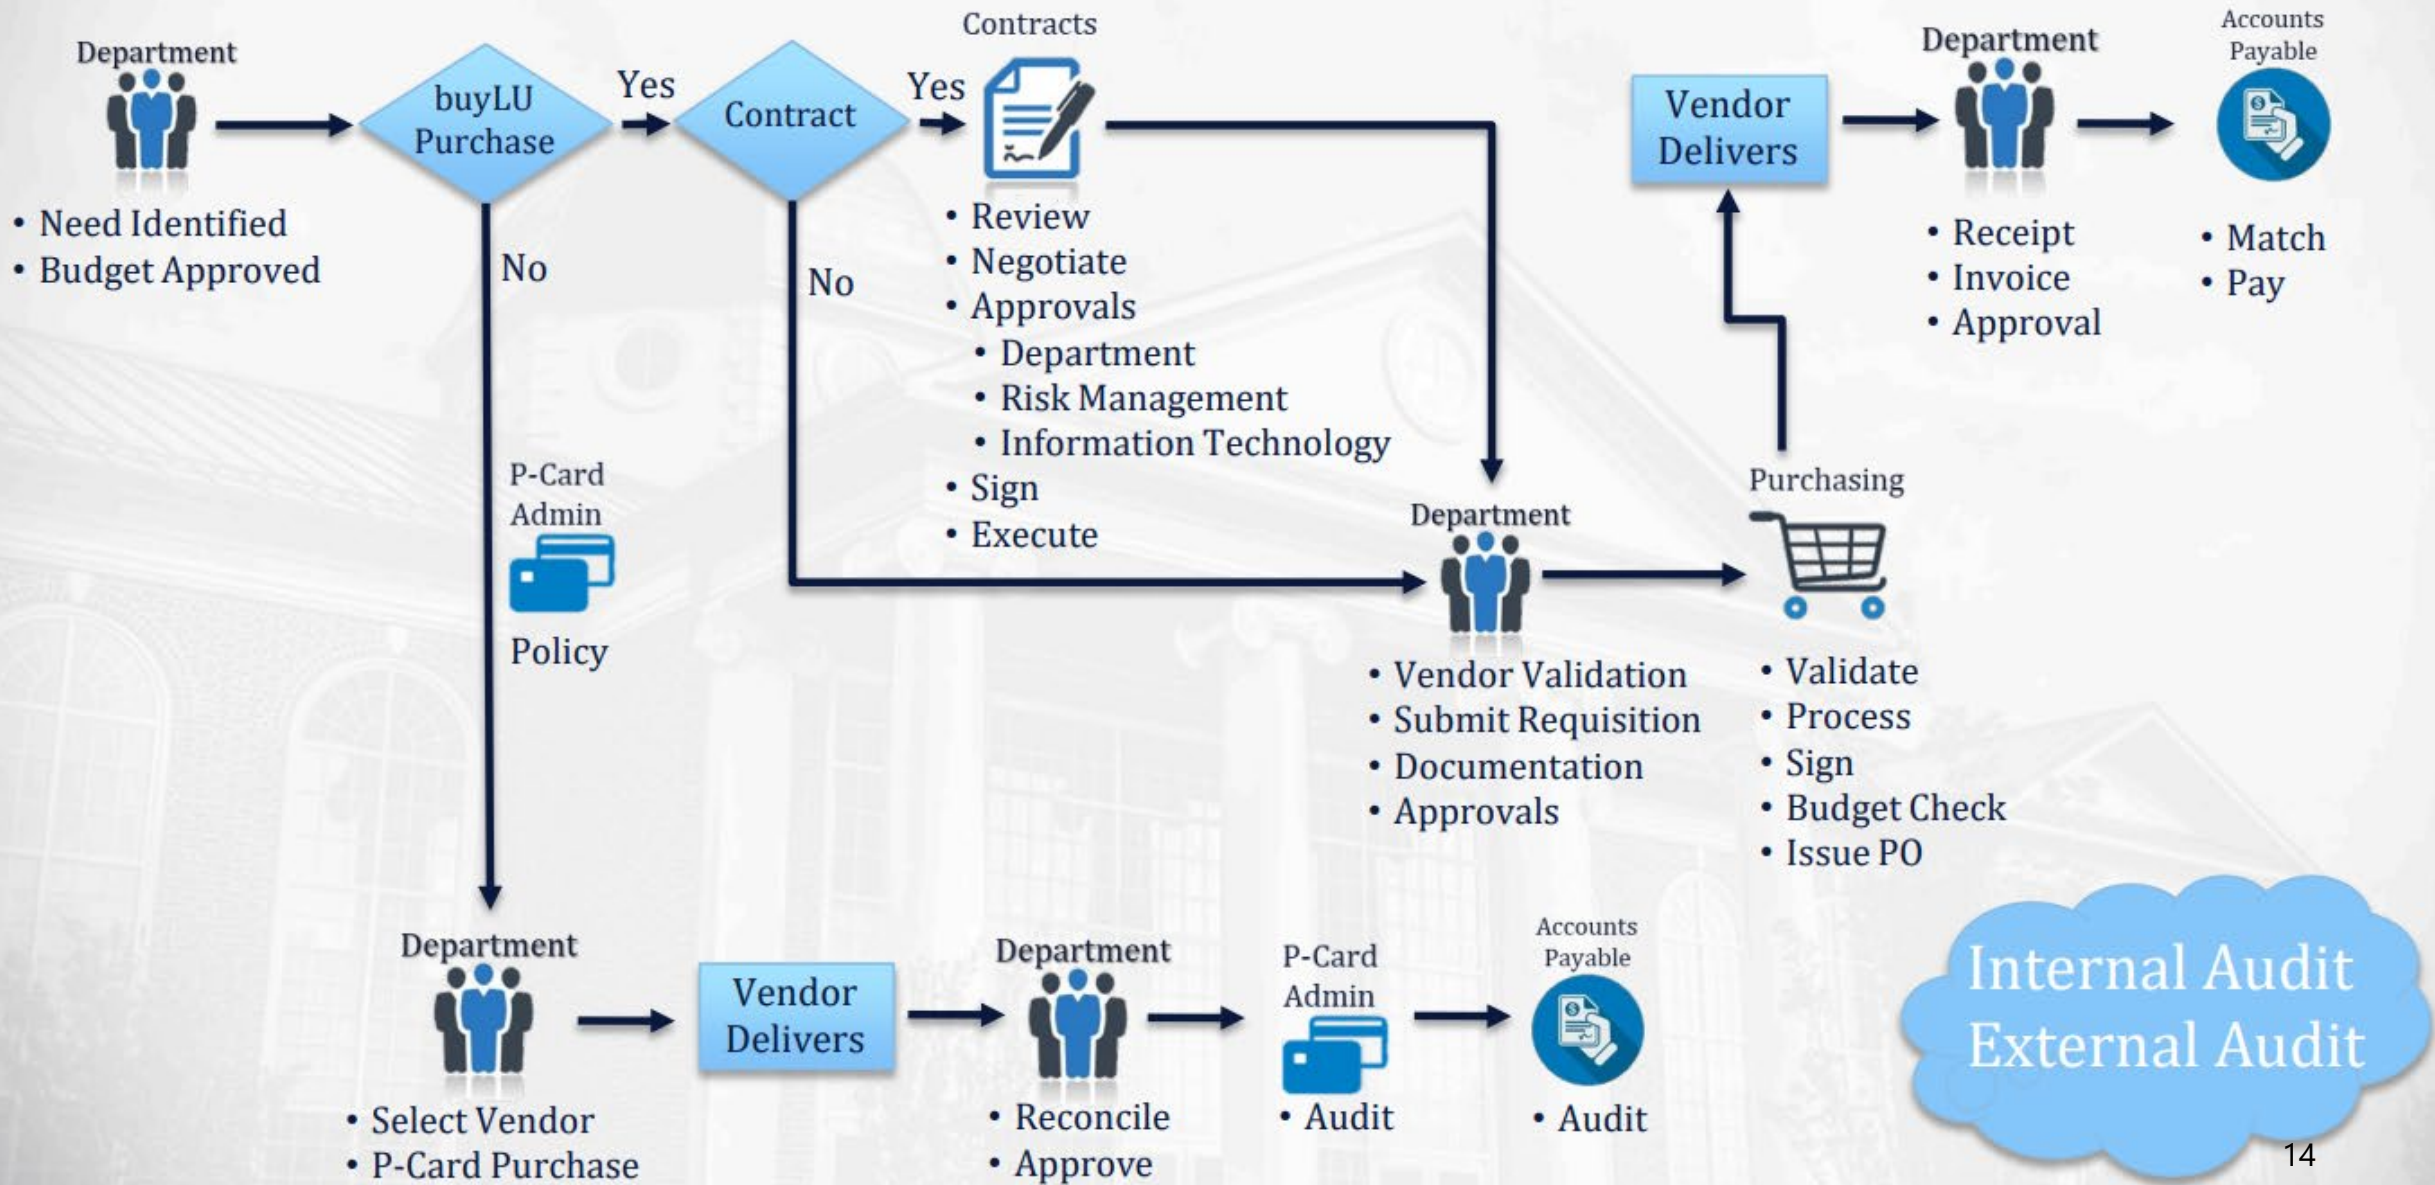 Department
• Need Identified
• Budget Approved
buyLU
Purchase
Yes
No
Contract
Yes
No
Contracts
• Review
• Negotiate
• Approvals
• Department
• Risk Management
• Information Technology
• Sign
• Execute
P-Card
Admin
Policy
Department
• Vendor Validation
• Submit Requisition
• Documentation
• Approvals
Purchasing
• Validate
• Process
• Sign
• Budget Check
• Issue PO
Vendor
Delivers
Department
• Receipt
• Invoice
• Approval
Accounts
Payable
• Match
• Pay
Department
• Select Vendor
• P-Card Purchase
Vendor
Delivers
Department
• Reconcile
• Approve
P-Card
Admin
• Audit
Accounts
Payable
• Audit
Internal Audit
External Audit
14